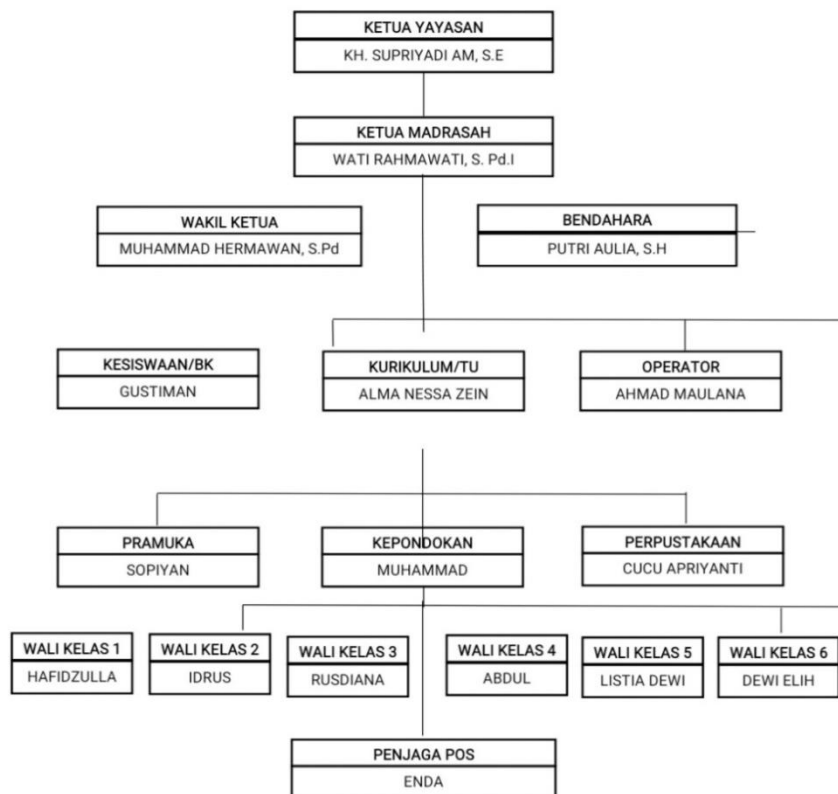 KETUA YAYASAN
KH. SUPRIYADI AM, S.E
KETUA MADRASAH
WATI RAHMAWATI, S. Pd.I
WAKIL KETUA
MUHAMMAD HERMAWAN, S.Pd
BENDAHARA
PUTRI AULIA, S.H
KESISWAAN/BK
GUSTIMAN
KURIKULUM/TU
ALMA NESSA ZEIN
OPERATOR
AHMAD MAULANA
PRAMUKA
SOPIYAN
KEPONDOKAN
MUHAMMAD
PERPUSTAKAAN
CUCU APRIYANTI
WALI KELAS 1
HAFIDZULLA
WALI KELAS 2
IDRUS
WALI KELAS 3
RUSDIANA
WALI KELAS 4
ABDUL
WALI KELAS 5
LISTIA DEWI
WALI KELAS 6
DEWI ELIH
PENJAGA POS
ENDA